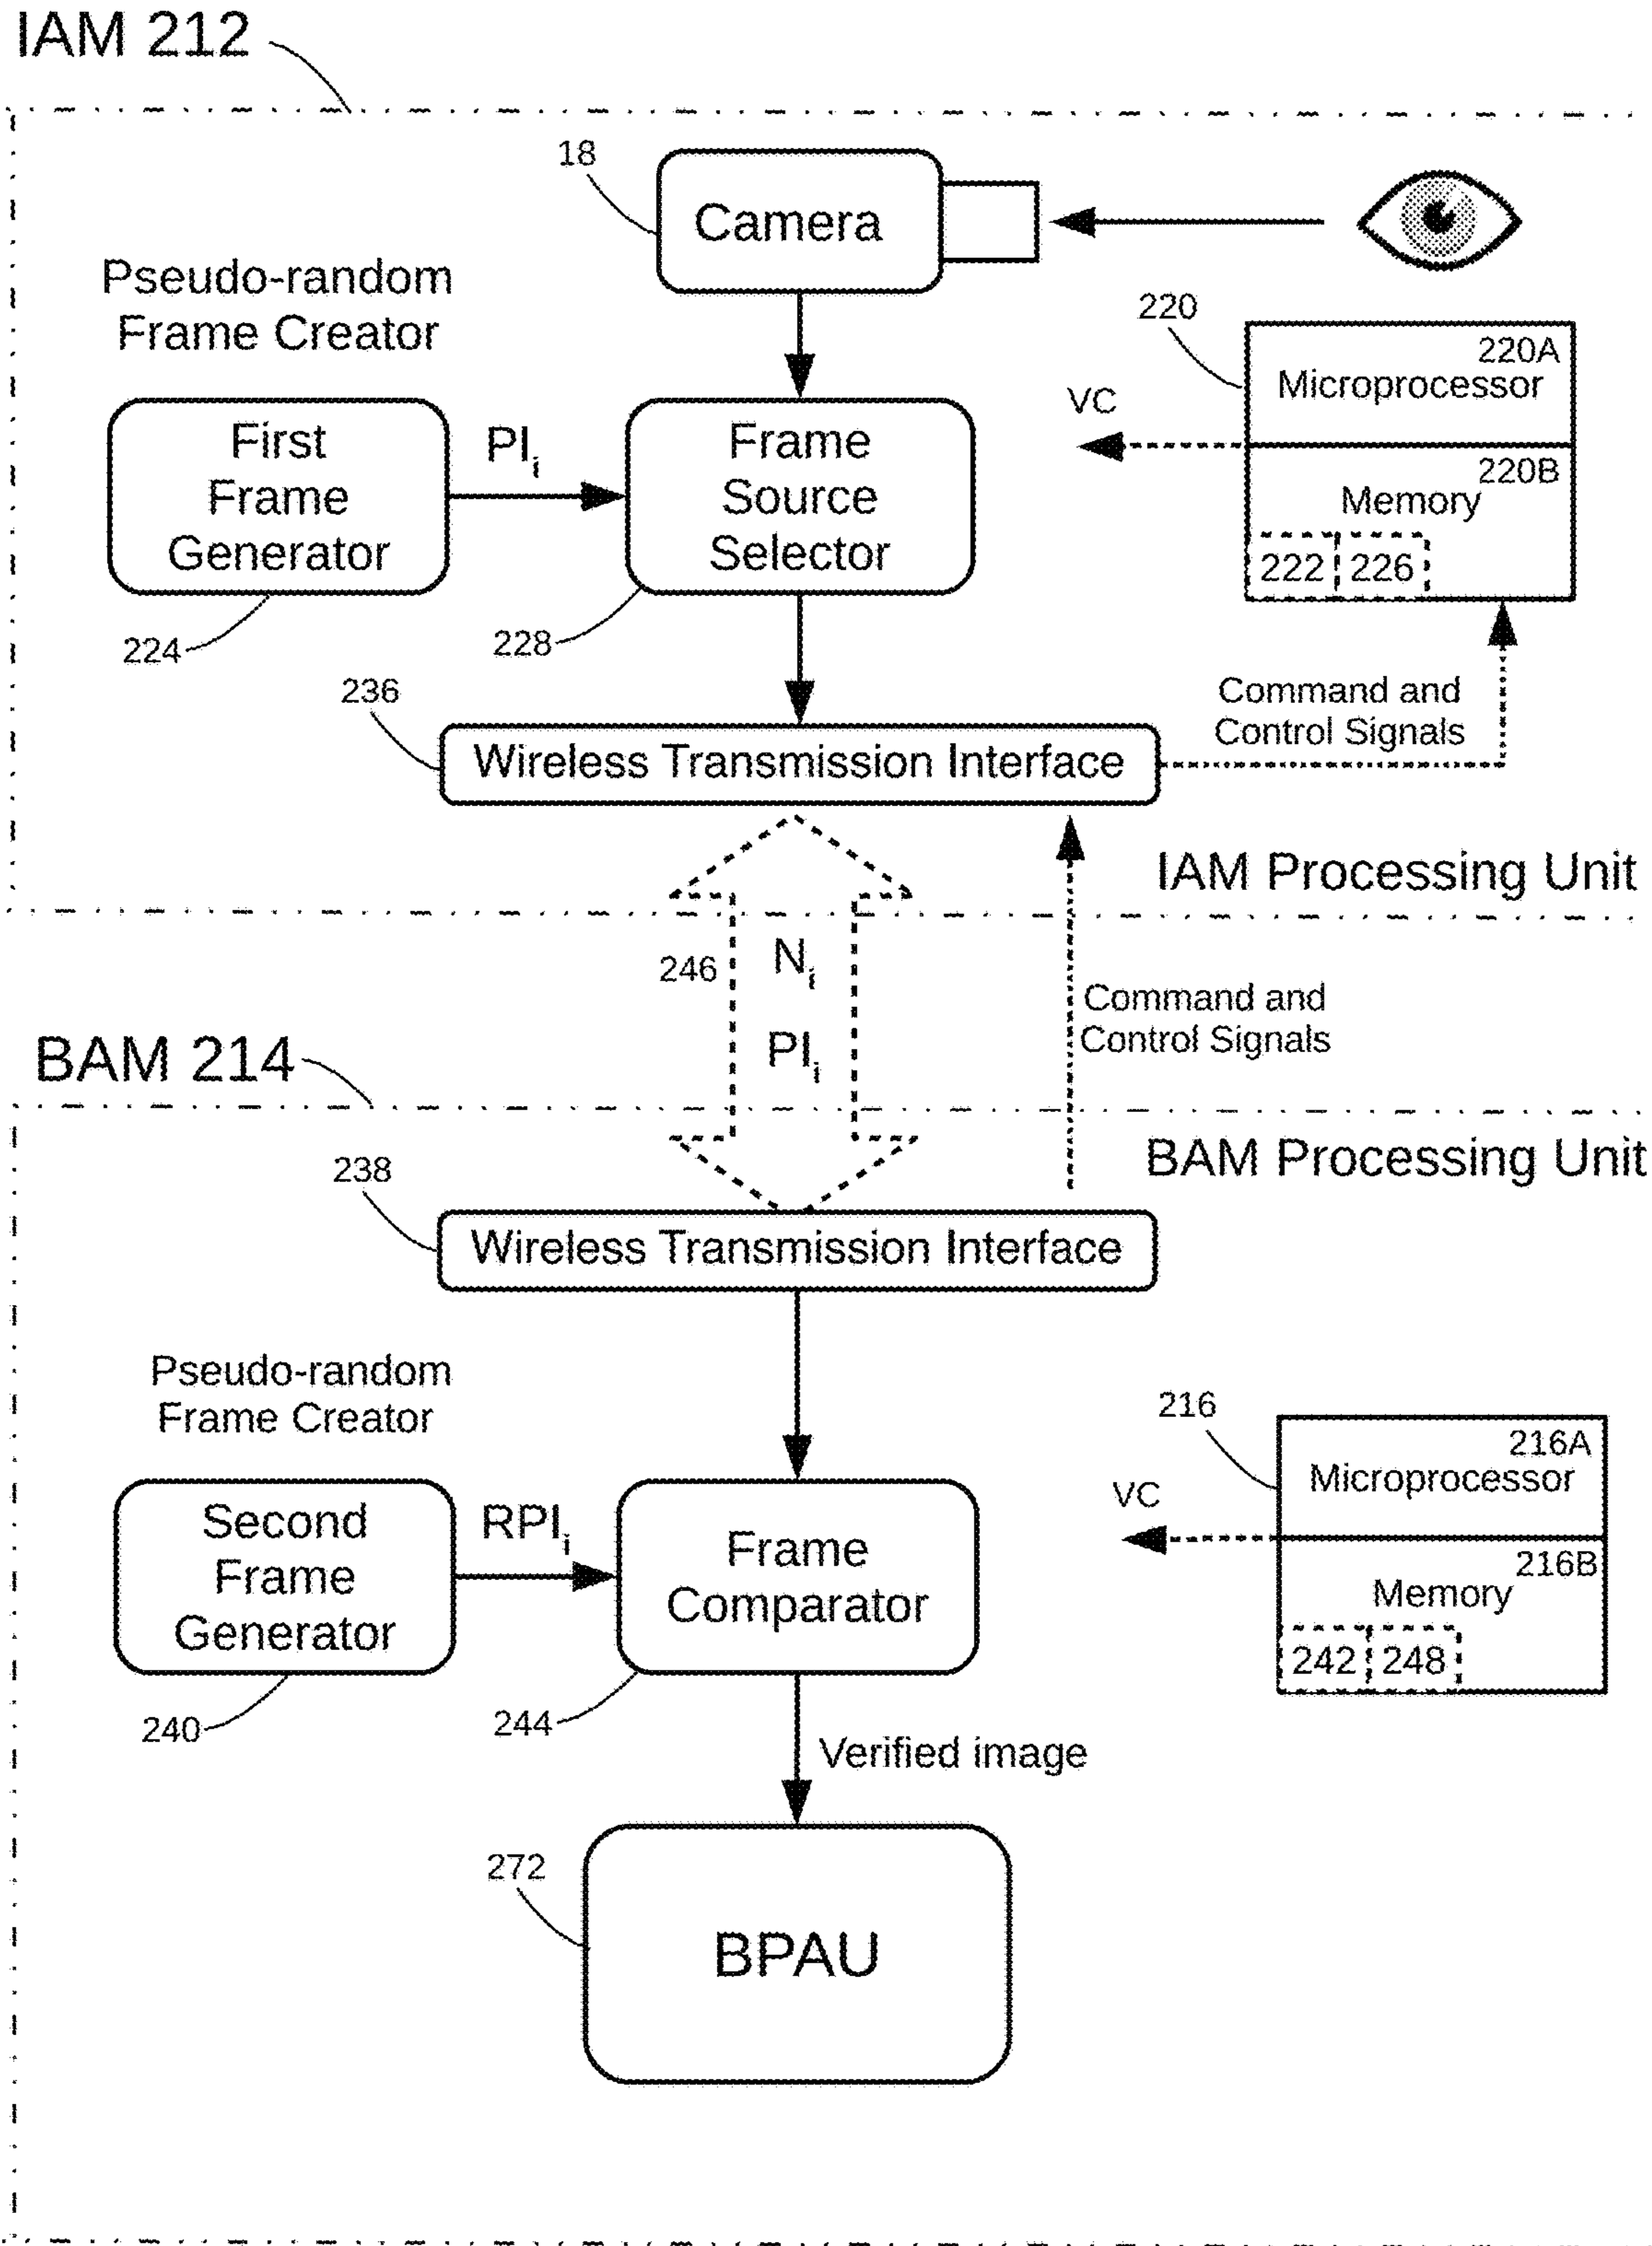 IAM 212
18
Camera
Pseudo-random
Frame Creator
220
220A
Microprocessor
VC
220B
Memory
222 226
First
Frame
Generator
PIi
Frame
Source
Selector
224
228
236
Command and
Control Signals
Wireless Transmission Interface
IAM Processing Unit
246
Ni
PIi
Command and
Control Signals
BAM 214
BAM Processing Unit
238
Wireless Transmission Interface
Pseudo-random
Frame Creator
216
216A
Microprocessor
VC
216B
Memory
242 248
Second
Frame
Generator
RPIi
Frame
Comparator
240
244
Verified image
272
BPAU